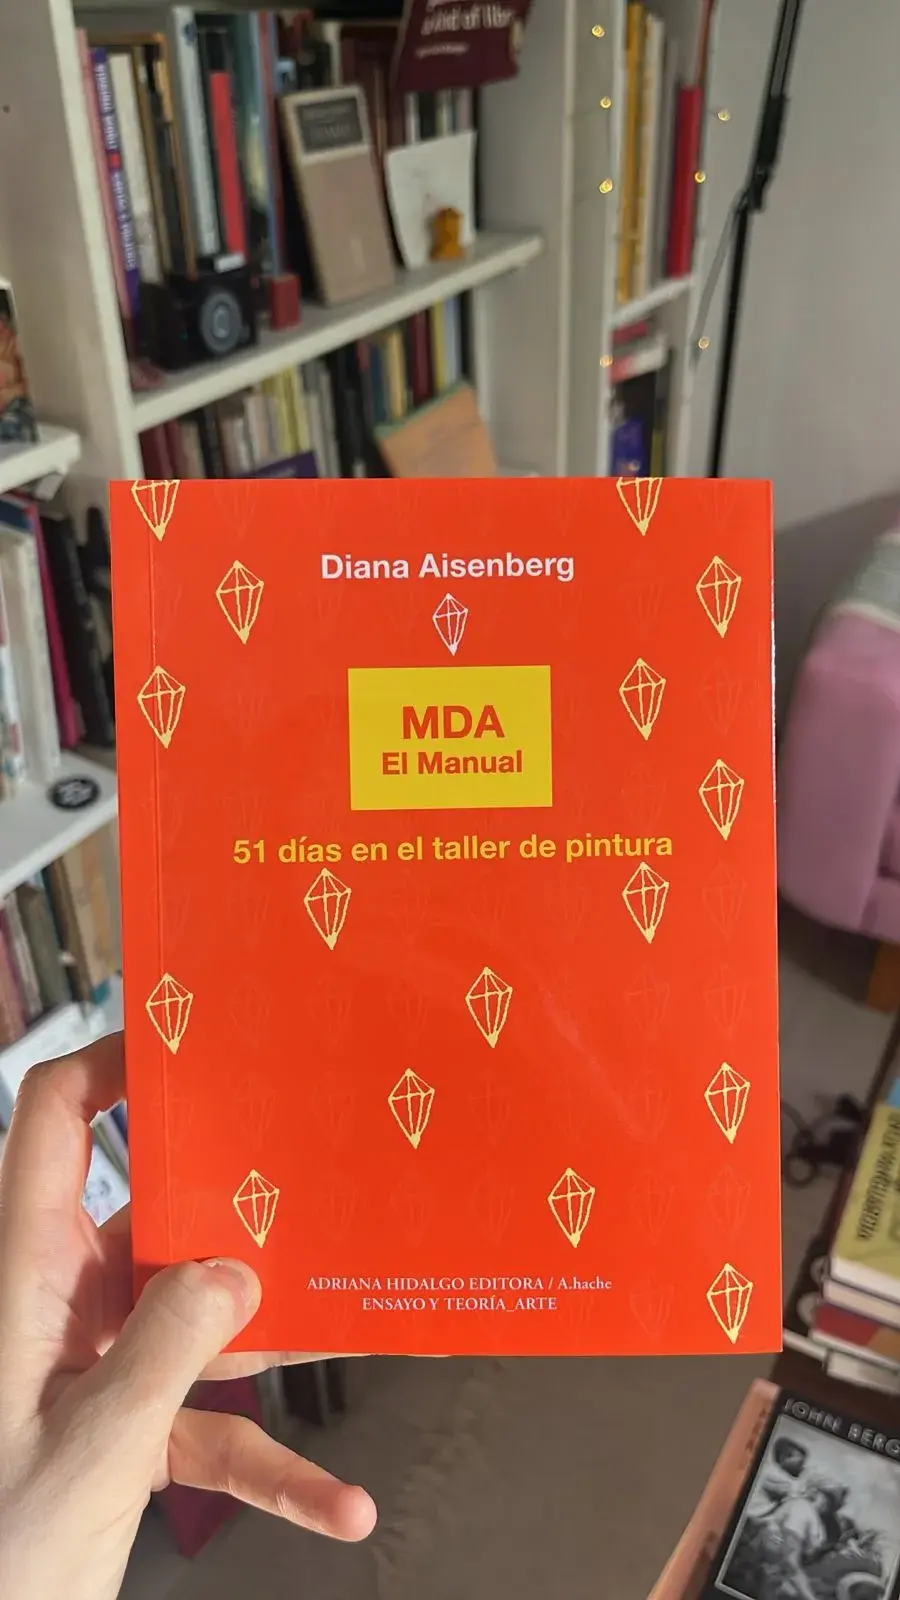 Diana Aisenberg
MDA
El Manual
51 días en el taller de pintura
ADRIANA HIDALGO EDITORA / A.hache
ENSAYO Y TEORÍA_ARTE
JOHN BERG